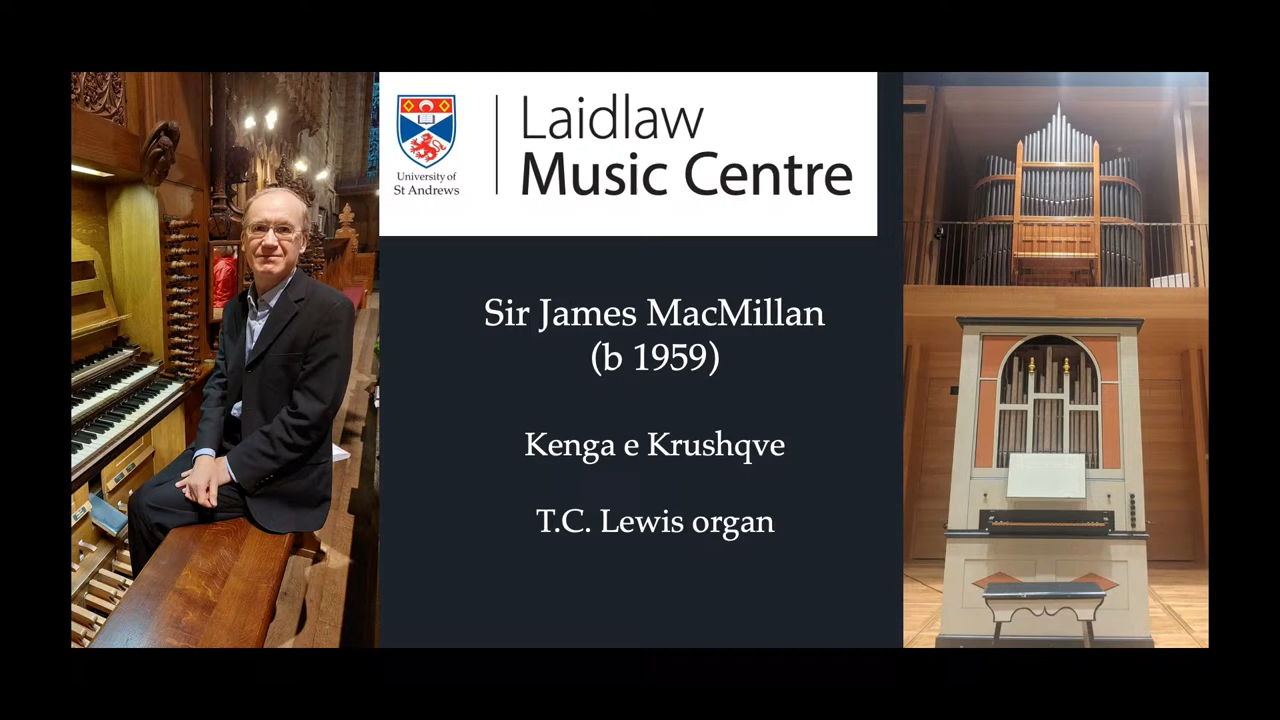 University of
St Andrews
Laidlaw
Music Centre
Sir James MacMillan
(b 1959)
Kenga e Krushqve
T.C. Lewis organ